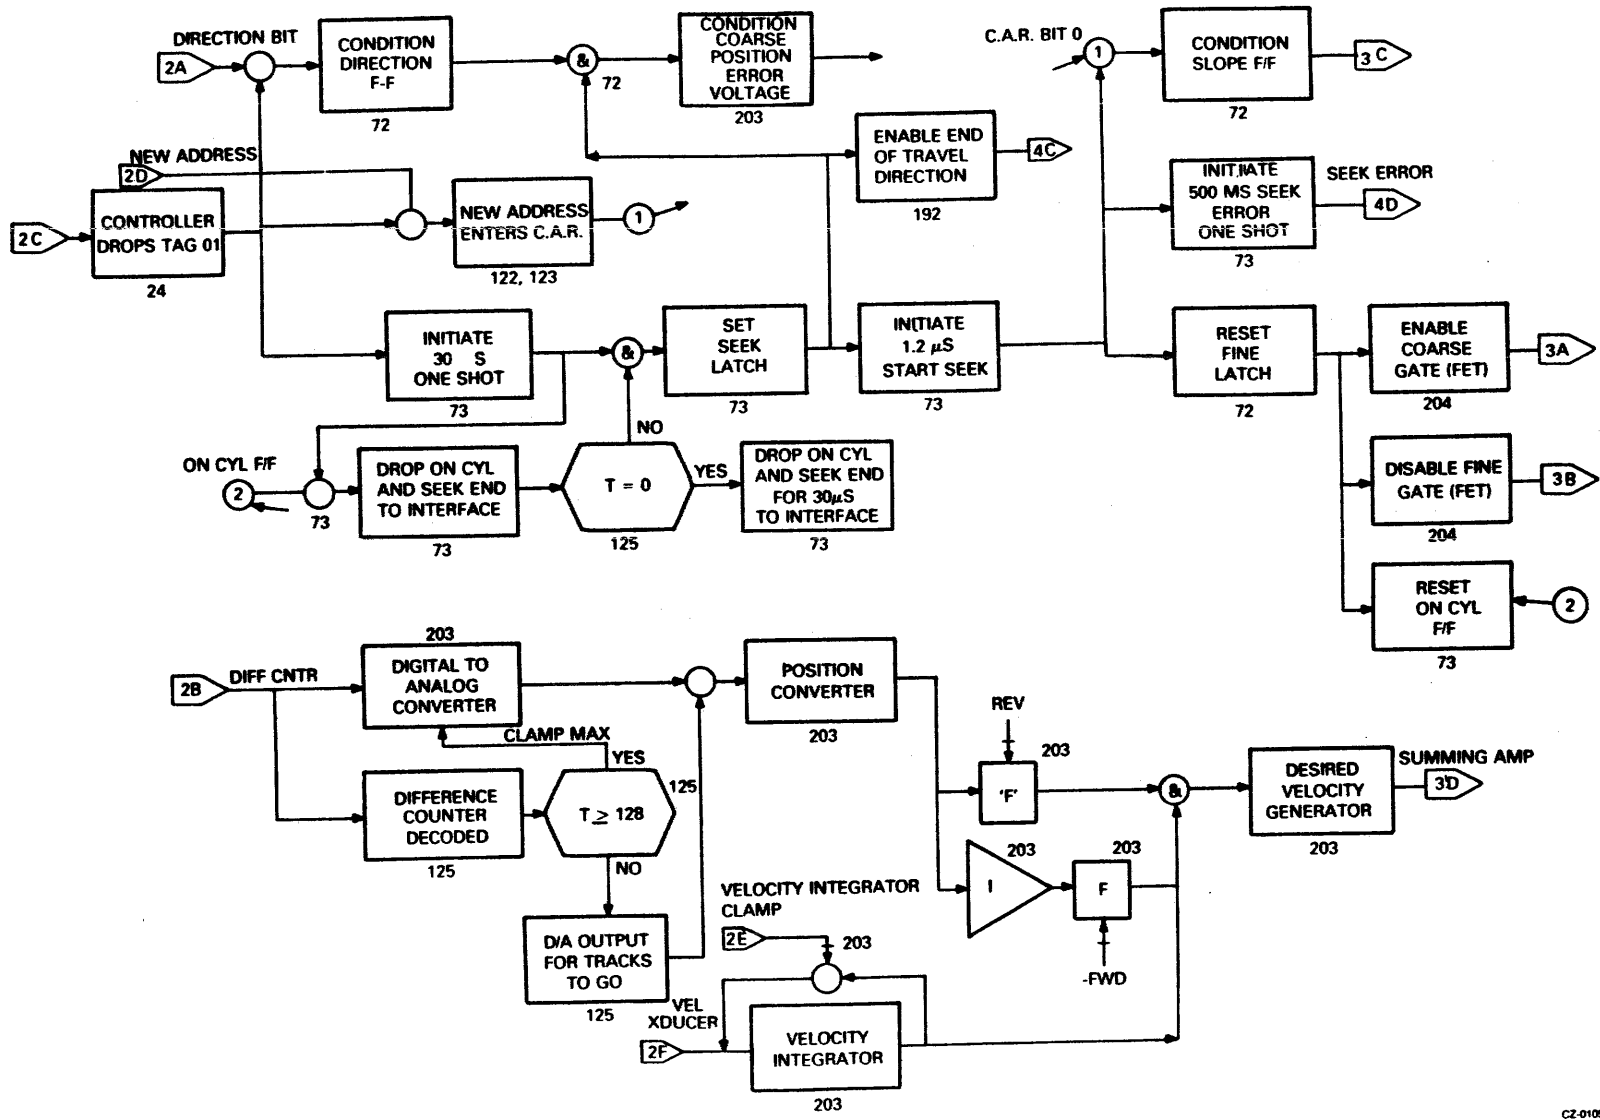 DIRECTION BIT
2A
CONDITION
DIRECTION
F-F
72
&
72
CONDITION
COARSE
POSITION
ERROR
VOLTAGE
203
C.A.R. BIT 0
1
CONDITION
SLOPE F/F
72
3C
NEW ADDRESS
2D
2C
CONTROLLER
DROPS TAG 01
24
NEW ADDRESS
ENTERS C.A.R.
122, 123
1
ENABLE END
OF TRAVEL
DIRECTION
192
4C
INITIATE
500 MS SEEK
ERROR
ONE SHOT
73
SEEK ERROR
4D
INITIATE
30 S
ONE SHOT
73
&
SET
SEEK
LATCH
73
INITIATE
1.2 μS
START SEEK
73
RESET
FINE
LATCH
72
ENABLE
COARSE
GATE (FET)
204
3A
ON CYL F/F
2
73
DROP ON CYL
AND SEEK END
TO INTERFACE
73
NO
T = 0
125
YES
DROP ON CYL
AND SEEK END
FOR 30μS
TO INTERFACE
73
DISABLE FINE
GATE (FET)
204
3B
RESET
ON CYL
F/F
73
2
2B
DIFF CNTR
203
DIGITAL TO
ANALOG
CONVERTER
CLAMP MAX
YES
DIFFERENCE
COUNTER
DECODED
125
T ≥ 128
125
NO
D/A OUTPUT
FOR TRACKS
TO GO
125
POSITION
CONVERTER
203
REV
203
'F'
&
DESIRED
VELOCITY
GENERATOR
203
SUMMING AMP
3D
I
203
F
203
-FWD
VELOCITY INTEGRATOR
CLAMP
2E
203
VEL
XDUCER
2F
VELOCITY
INTEGRATOR
203